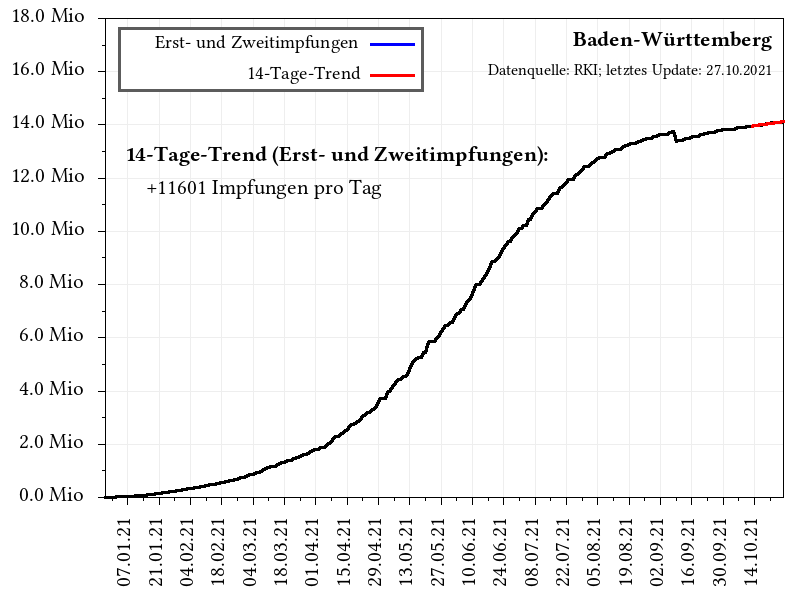 18.0 Mio
16.0 Mio
14.0 Mio
12.0 Mio
10.0 Mio
8.0 Mio
6.0 Mio
4.0 Mio
2.0 Mio
0.0 Mio
Erst- und Zweitimpfungen
14-Tage-Trend
Baden-Württemberg
Datenquelle: RKI; letztes Update: 27.10.2021
14-Tage-Trend (Erst- und Zweitimpfungen):
+11601 Impfungen pro Tag
07.01.21
21.01.21
04.02.21
18.02.21
04.03.21
18.03.21
01.04.21
15.04.21
29.04.21
13.05.21
27.05.21
10.06.21
24.06.21
08.07.21
22.07.21
05.08.21
19.08.21
02.09.21
16.09.21
30.09.21
14.10.21